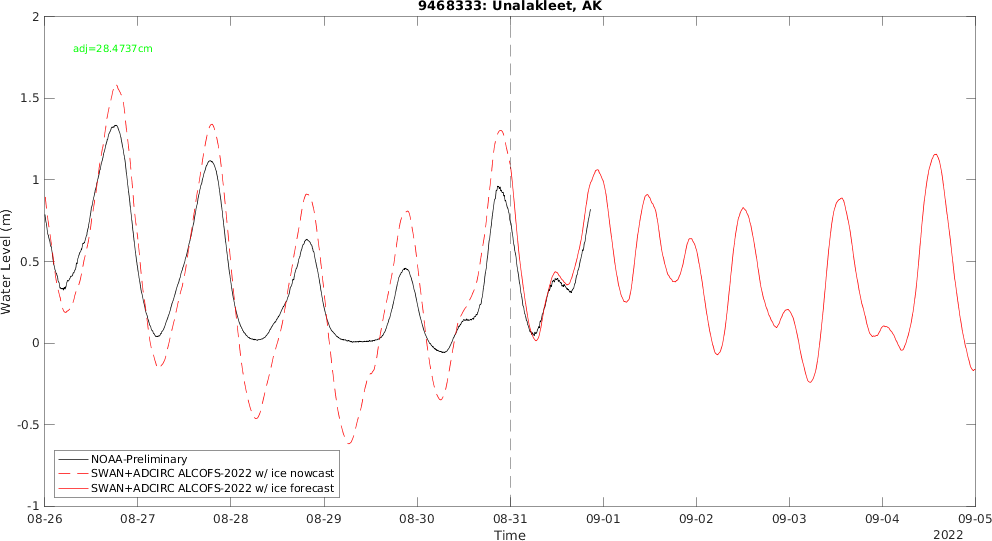 9468333: Unalakleet, AK
adj=28.4737cm
Water Level (m)
2
1.5
1
0.5
0
-0.5
-1
NOAA-Preliminary
SWAN+ADCIRC ALCOFS-2022 w/ ice nowcast
SWAN+ADCIRC ALCOFS-2022 w/ ice forecast
08-26 08-27 08-28 08-29 08-30 08-31 09-01 09-02 09-03 09-04 09-05
Time
2022